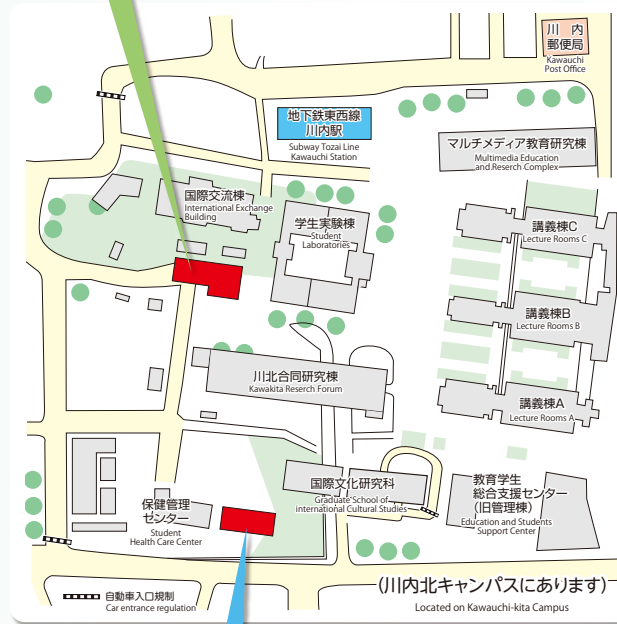 川 内
郵便局
Kawauchi
Post Office
地下鉄東西線
川内駅
Subway Tozai Line
Kawauchi Station
マルチメディア教育研究棟
Multimedia Education
and Reserch Complex
国際交流棟
International Exchange
Building
学生実験棟
Student
Laboratories
講義棟C
Lecture Rooms C
講義棟B
Lecture Rooms B
川北合同研究棟
Kawakita Reserch Forum
講義棟A
Lecture Rooms A
国際文化研究科
Graduate School of
international Cultural Studies
教育学生
総合支援センター
(旧管理棟)
Education and Students
Support Center
保健管理
センター
Student
Health Care Center
(川内北キャンパスにあります)
Located on Kawauchi-kita Campus
自動車入口規制
Car entrance regulation